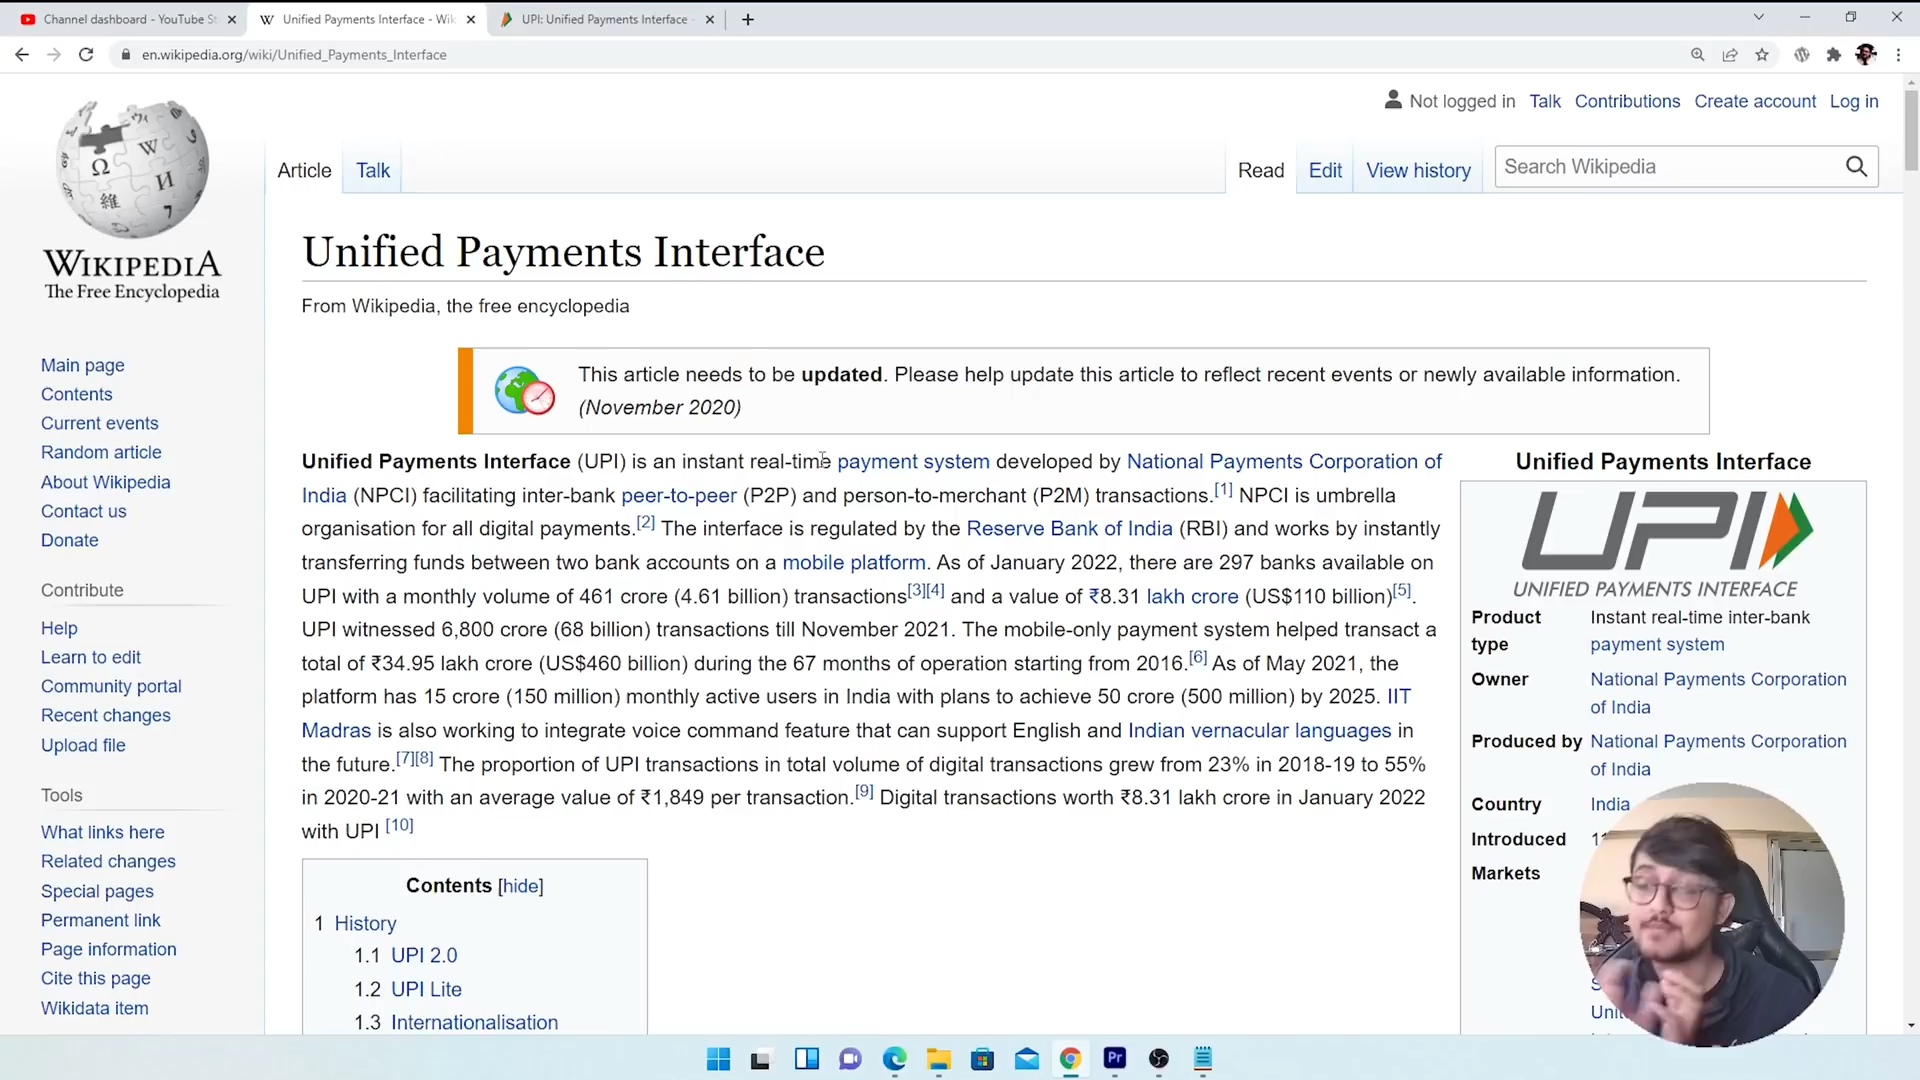 Channel dashboard - YouTube St
Unified Payments Interface - Wik
UPI: Unified Payments Interface -
en.wikipedia.org/wiki/Unified_Payments_Interface
Not logged in Talk Contributions Create account Log in
Article Talk
Read Edit View history
Search Wikipedia
WIKIPEDIA
The Free Encyclopedia
Main page
Contents
Current events
Random article
About Wikipedia
Contact us
Donate
Contribute
Help
Learn to edit
Community portal
Recent changes
Upload file
Tools
What links here
Related changes
Special pages
Permanent link
Page information
Cite this page
Wikidata item
Unified Payments Interface
From Wikipedia, the free encyclopedia
This article needs to be updated. Please help update this article to reflect recent events or newly available information.
(November 2020)
Unified Payments Interface (UPI) is an instant real-time payment system developed by National Payments Corporation of
India (NPCI) facilitating inter-bank peer-to-peer (P2P) and person-to-merchant (P2M) transactions.[1] NPCI is umbrella
organisation for all digital payments.[2] The interface is regulated by the Reserve Bank of India (RBI) and works by instantly
transferring funds between two bank accounts on a mobile platform. As of January 2022, there are 297 banks available on
UPI with a monthly volume of 461 crore (4.61 billion) transactions[3][4] and a value of ₹8.31 lakh crore (US$110 billion)[5].
UPI witnessed 6,800 crore (68 billion) transactions till November 2021. The mobile-only payment system helped transact a
total of ₹34.95 lakh crore (US$460 billion) during the 67 months of operation starting from 2016.[6] As of May 2021, the
platform has 15 crore (150 million) monthly active users in India with plans to achieve 50 crore (500 million) by 2025. IIT
Madras is also working to integrate voice command feature that can support English and Indian vernacular languages in
the future.[7][8] The proportion of UPI transactions in total volume of digital transactions grew from 23% in 2018-19 to 55%
in 2020-21 with an average value of ₹1,849 per transaction.[9] Digital transactions worth ₹8.31 lakh crore in January 2022
with UPI [10]
Contents [hide]
1 History
1.1 UPI 2.0
1.2 UPI Lite
1.3 Internationalisation
Unified Payments Interface
UPI
UNIFIED PAYMENTS INTERFACE
Product Instant real-time inter-bank
type payment system
Owner National Payments Corporation
of India
Produced by National Payments Corporation
of India
Country India
Introduced
Markets
Pr